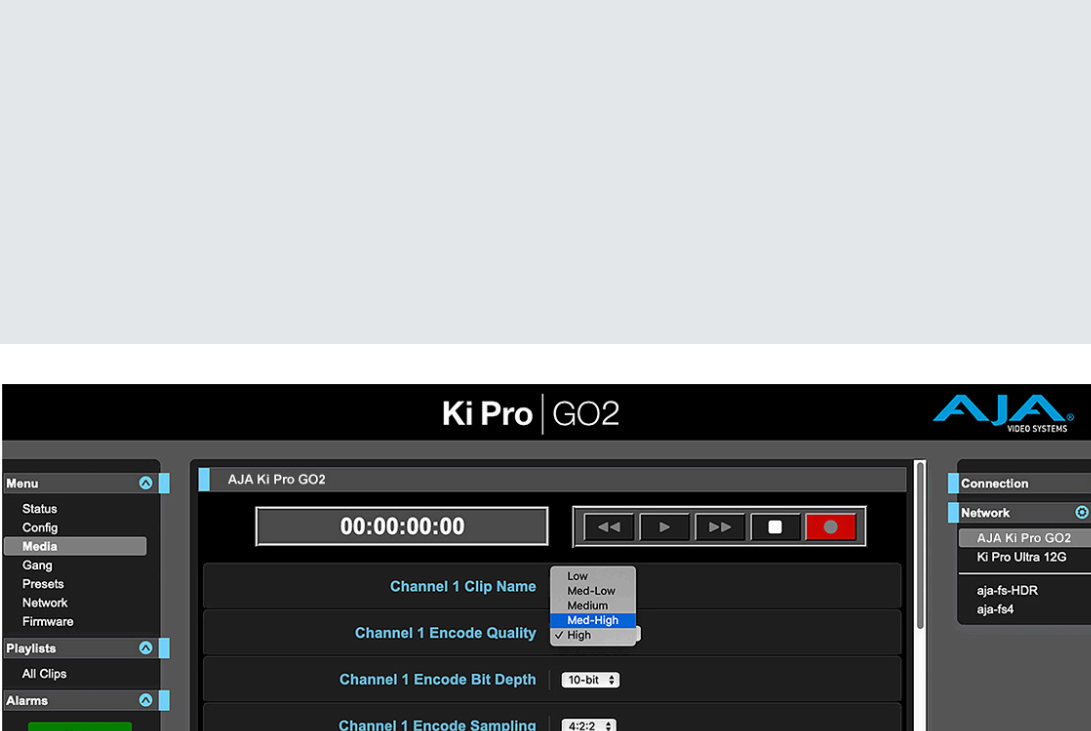 Ki Pro GO2
AJA
VIDEO SYSTEMS
®
Menu
Status
Config
Media
Gang
Presets
Network
Firmware
Playlists
All Clips
Alarms
AJA Ki Pro GO2
00:00:00:00
Channel 1 Clip Name
Low
Med-Low
Medium
Med-High
✓ High
Channel 1 Encode Quality
Channel 1 Encode Bit Depth
10-bit
Channel 1 Encode Sampling
4:2:2
Connection
Network
AJA Ki Pro GO2
Ki Pro Ultra 12G
aja-fs-HDR
aja-fs4